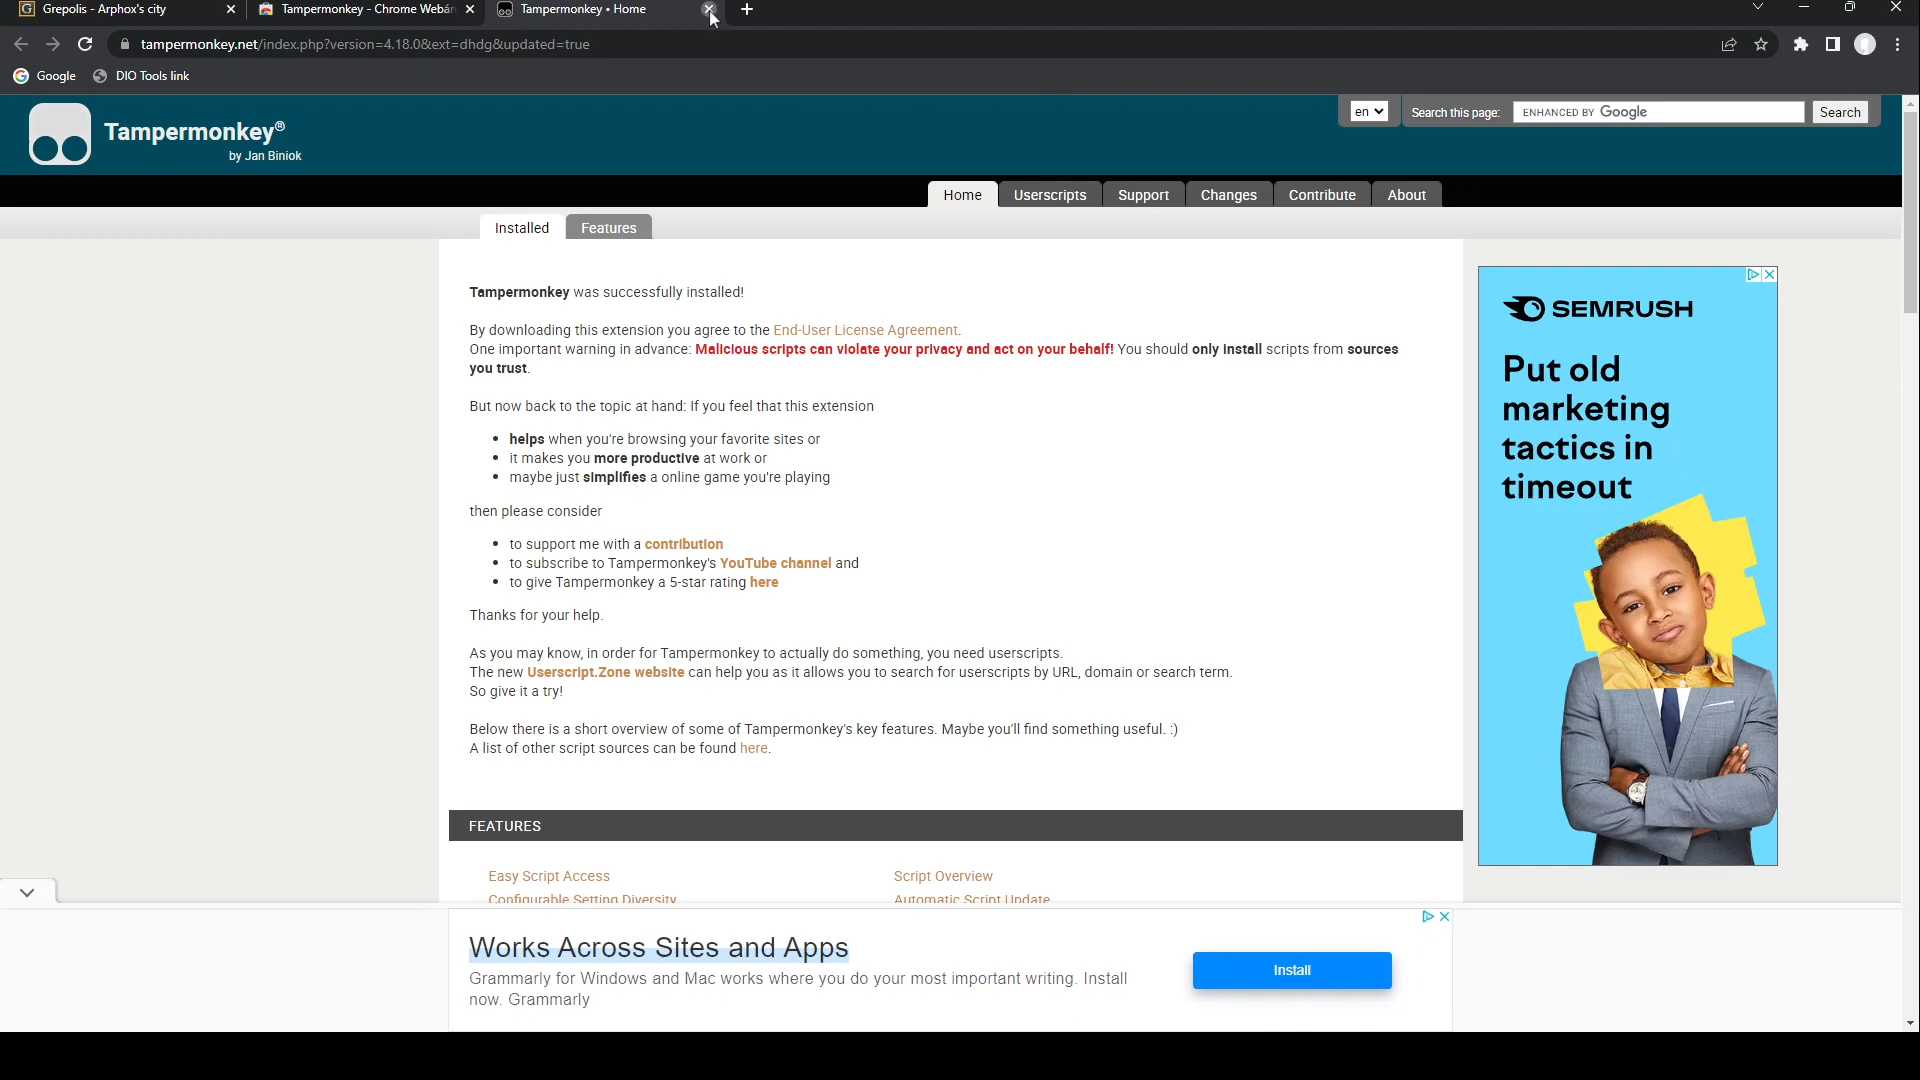 Grepolis - Arphox's city
Tampermonkey - Chrome Webár
Tampermonkey • Home
tampermonkey.net/index.php?version=4.18.0&ext=dhdg&updated=true
Google
DIO Tools link
Tampermonkey®
by Jan Biniok
en
Search this page:
ENHANCED BY Google
Search
Home
Userscripts
Support
Changes
Contribute
About
Installed
Features
Tampermonkey was successfully installed!
By downloading this extension you agree to the End-User License Agreement.
One important warning in advance: Malicious scripts can violate your privacy and act on your behalf! You should only install scripts from sources
you trust.
But now back to the topic at hand: If you feel that this extension
• helps when you're browsing your favorite sites or
• it makes you more productive at work or
• maybe just simplifies a online game you're playing
then please consider
• to support me with a contribution
• to subscribe to Tampermonkey's YouTube channel and
• to give Tampermonkey a 5-star rating here
Thanks for your help.
As you may know, in order for Tampermonkey to actually do something, you need userscripts.
The new Userscript.Zone website can help you as it allows you to search for userscripts by URL, domain or search term.
So give it a try!
Below there is a short overview of some of Tampermonkey's key features. Maybe you'll find something useful. :)
A list of other script sources can be found here.
SEMRUSH
Put old
marketing
tactics in
timeout
FEATURES
Easy Script Access
Script Overview
Configurable Setting Diversity
Automatic Script Update
Works Across Sites and Apps
Grammarly for Windows and Mac works where you do your most important writing. Install
now. Grammarly
Install